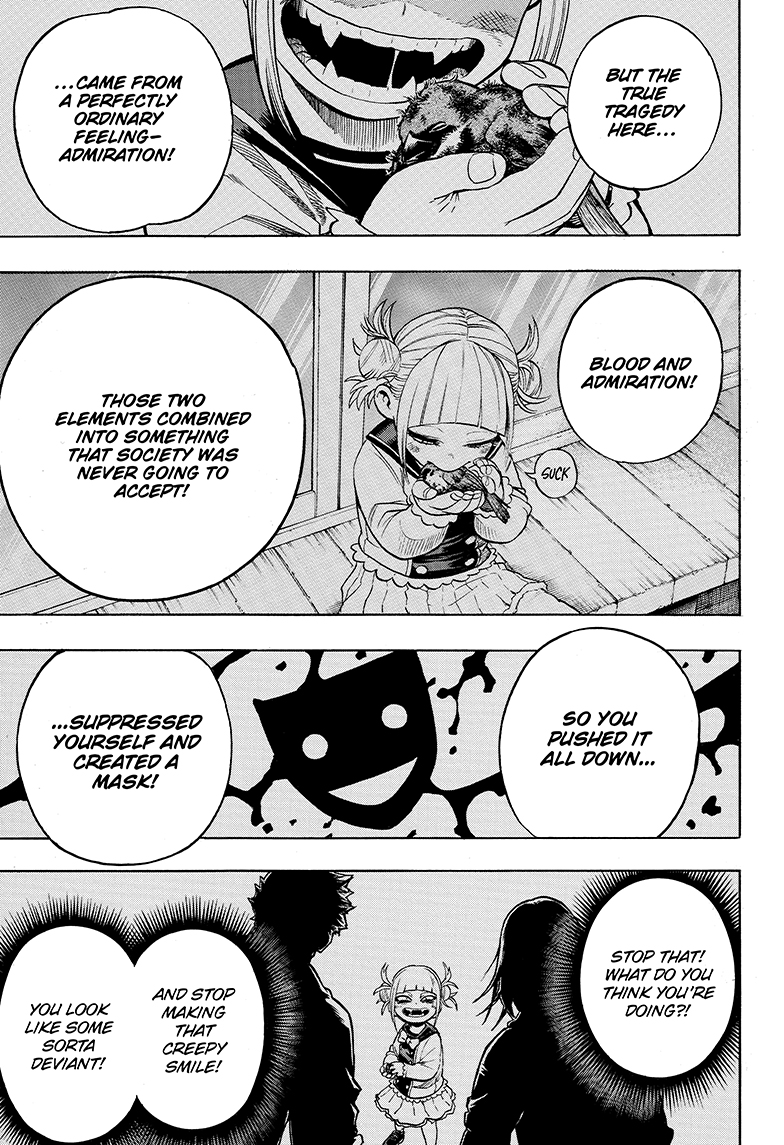 BUT THE
TRUE
TRAGEDY
HERE...
...CAME FROM
A PERFECTLY
ORDINARY
FEELING—
ADMIRATION!
BLOOD AND
ADMIRATION!
SUCK
THOSE TWO
ELEMENTS COMBINED
INTO SOMETHING
THAT SOCIETY WAS
NEVER GOING TO
ACCEPT!
SO YOU
PUSHED IT
ALL DOWN...
...SUPPRESSED
YOURSELF AND
CREATED A
MASK!
STOP THAT!
WHAT DO YOU
THINK YOU'RE
DOING?!
AND STOP
MAKING
THAT
CREEPY
SMILE!
YOU LOOK
LIKE SOME
SORTA
DEVIANT!